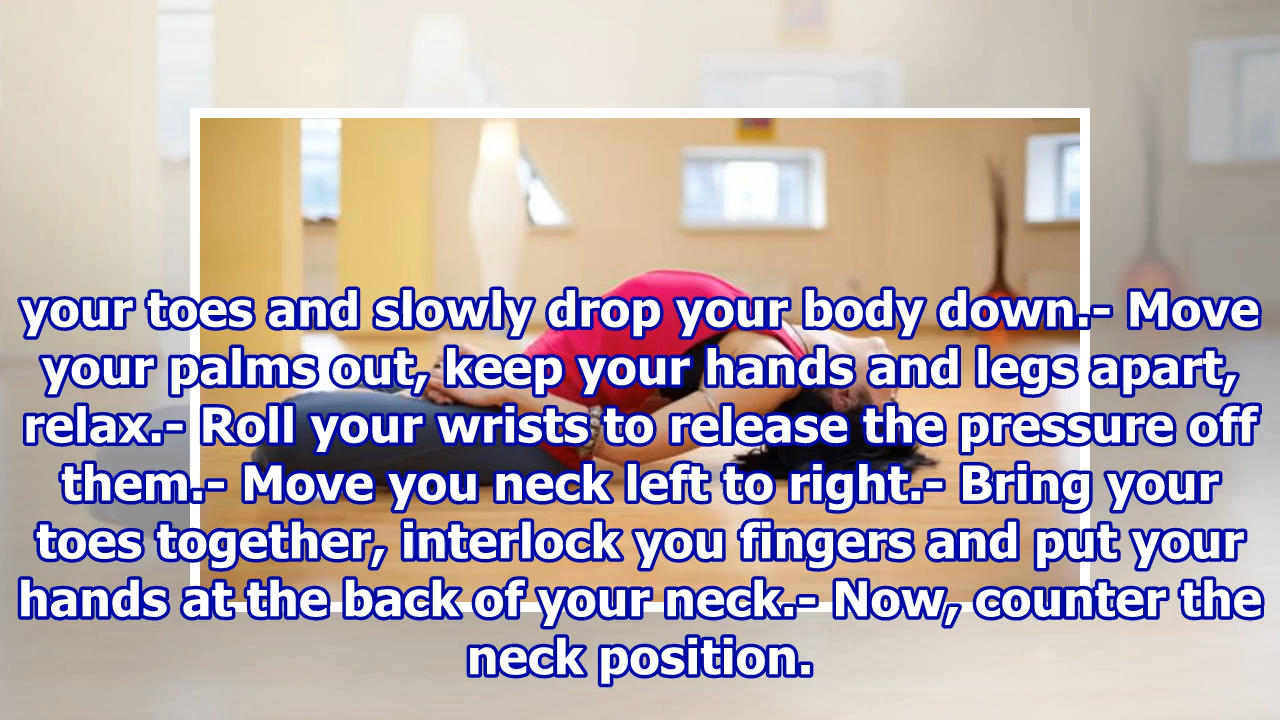 your toes and slowly drop your body down.- Move
your palms out, keep your hands and legs apart,
relax.- Roll your wrists to release the pressure off
them.- Move you neck left to right.- Bring your
toes together, interlock you fingers and put your
hands at the back of your neck.- Now, counter the
neck position.